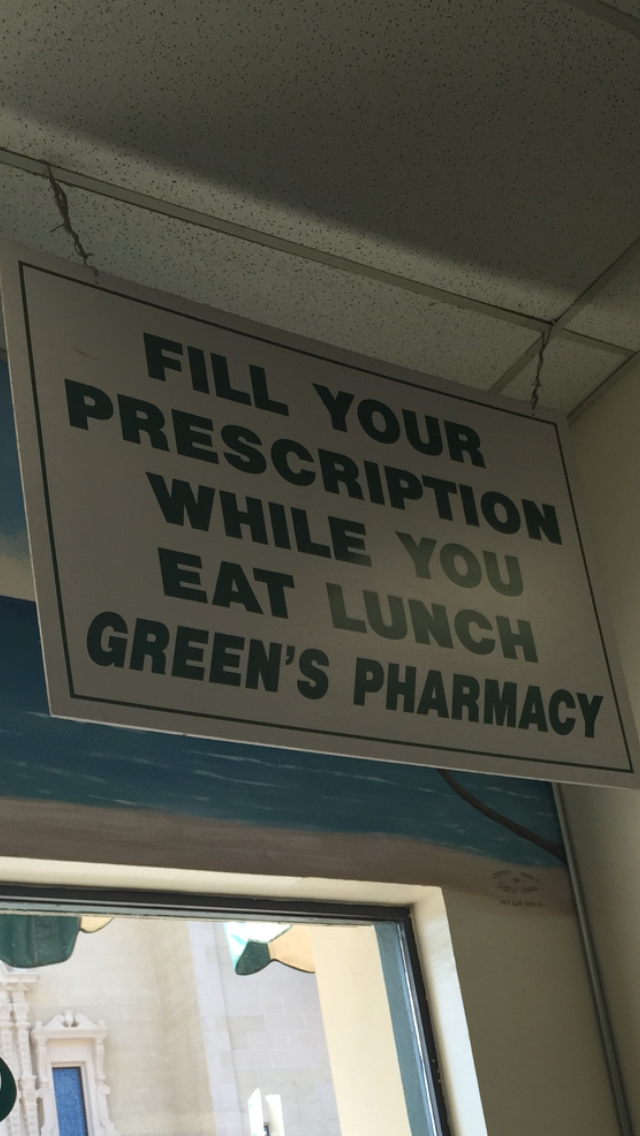 FILL YOUR
PRESCRIPTION
WHILE YOU
EAT LUNCH
GREEN'S PHARMACY